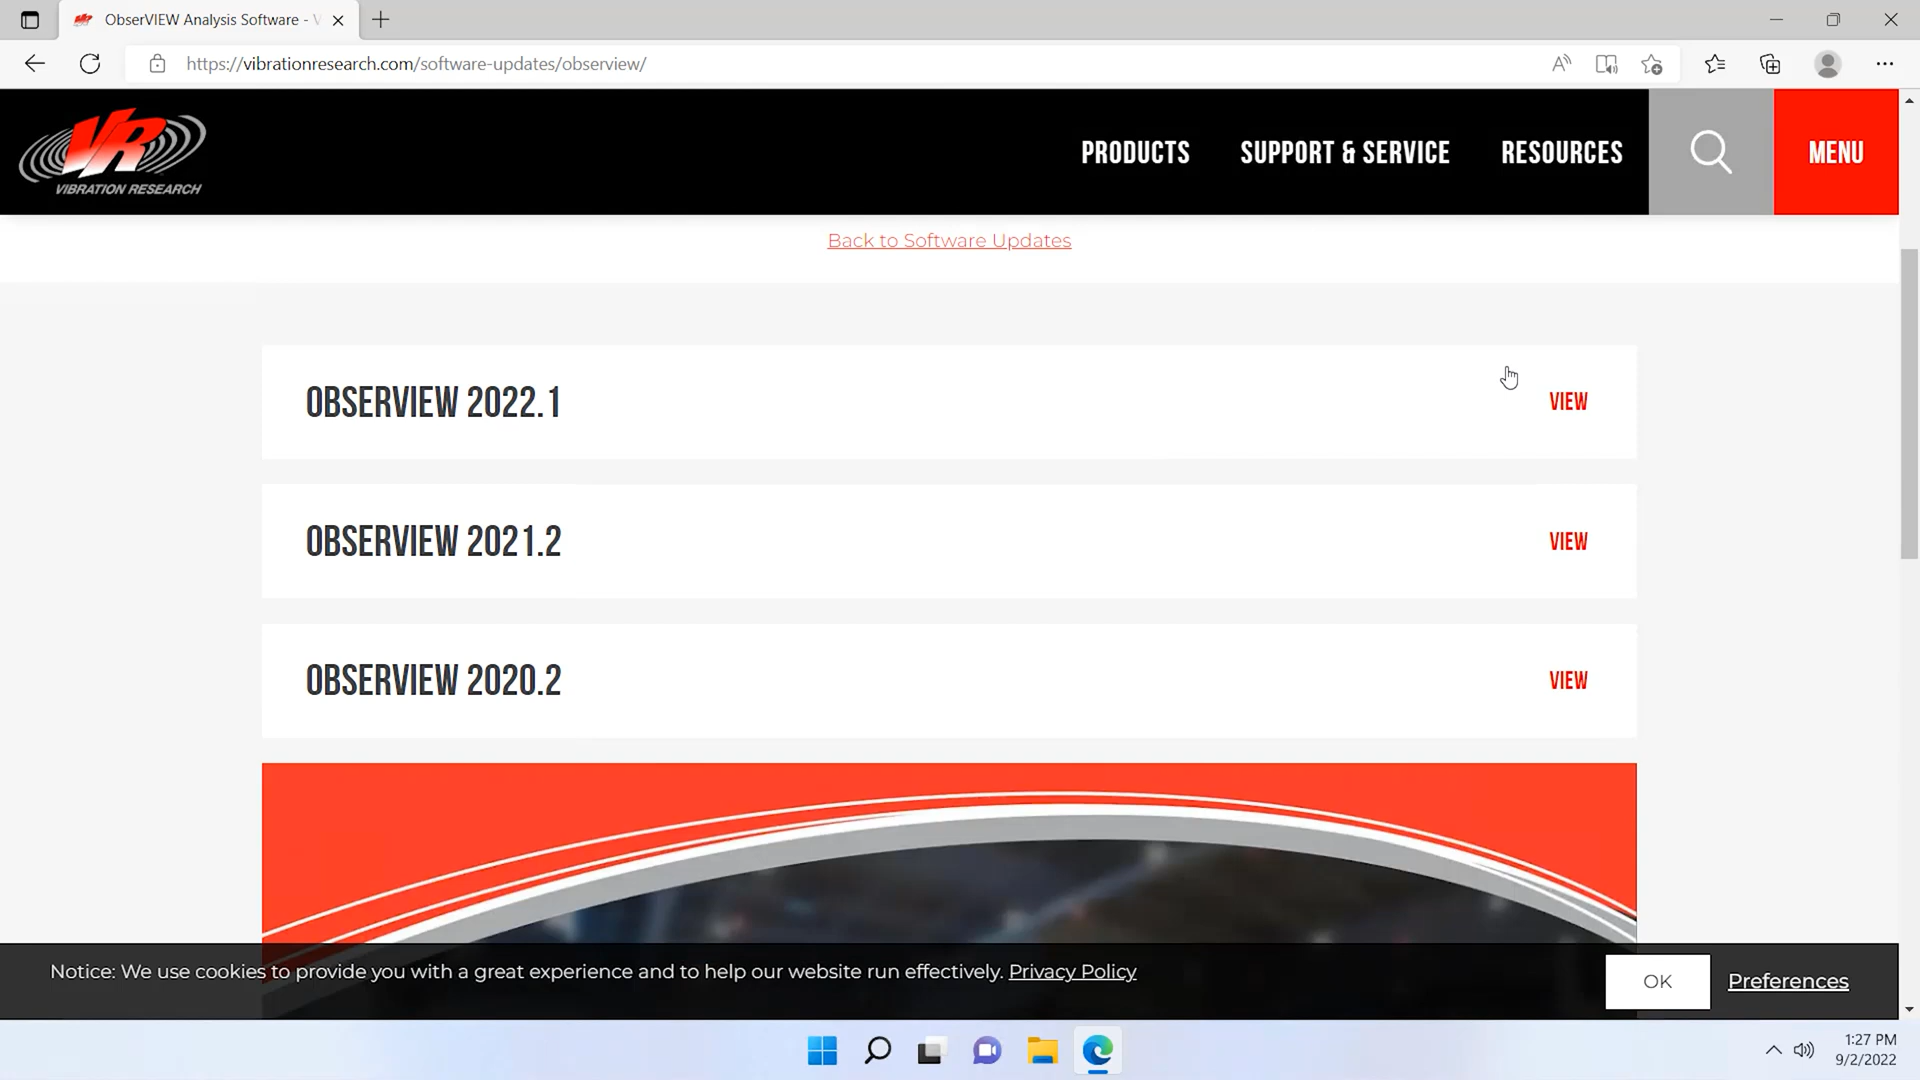 ObserVIEW Analysis Software - V
https://vibrationresearch.com/software-updates/obserview/
VR
VIBRATION RESEARCH
PRODUCTS
SUPPORT & SERVICE
RESOURCES
MENU
Back to Software Updates
OBSERVIEW 2022.1
VIEW
OBSERVIEW 2021.2
VIEW
OBSERVIEW 2020.2
VIEW
Notice: We use cookies to provide you with a great experience and to help our website run effectively. Privacy Policy
OK
Preferences
1:27 PM
9/2/2022